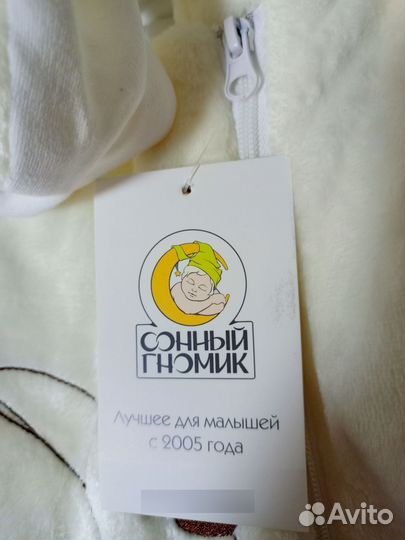 СОННЫЙ
ГНОМИК
Лучшее для малышей
с 2005 года
Avito